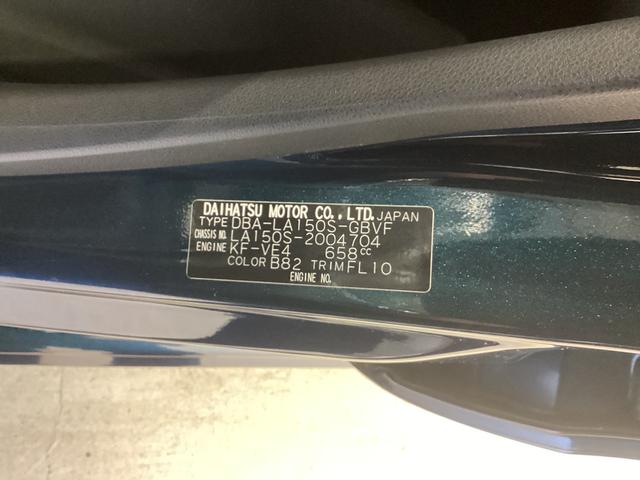 DAIHATSU MOTOR CO., LTD. JAPAN
TYPE DBA-LA150S-GBVF
CHASSIS NO. LA150S-2004704
ENGINE KF-VE4 658cc
COLOR B82 TRIM FL10
ENGINE NO.